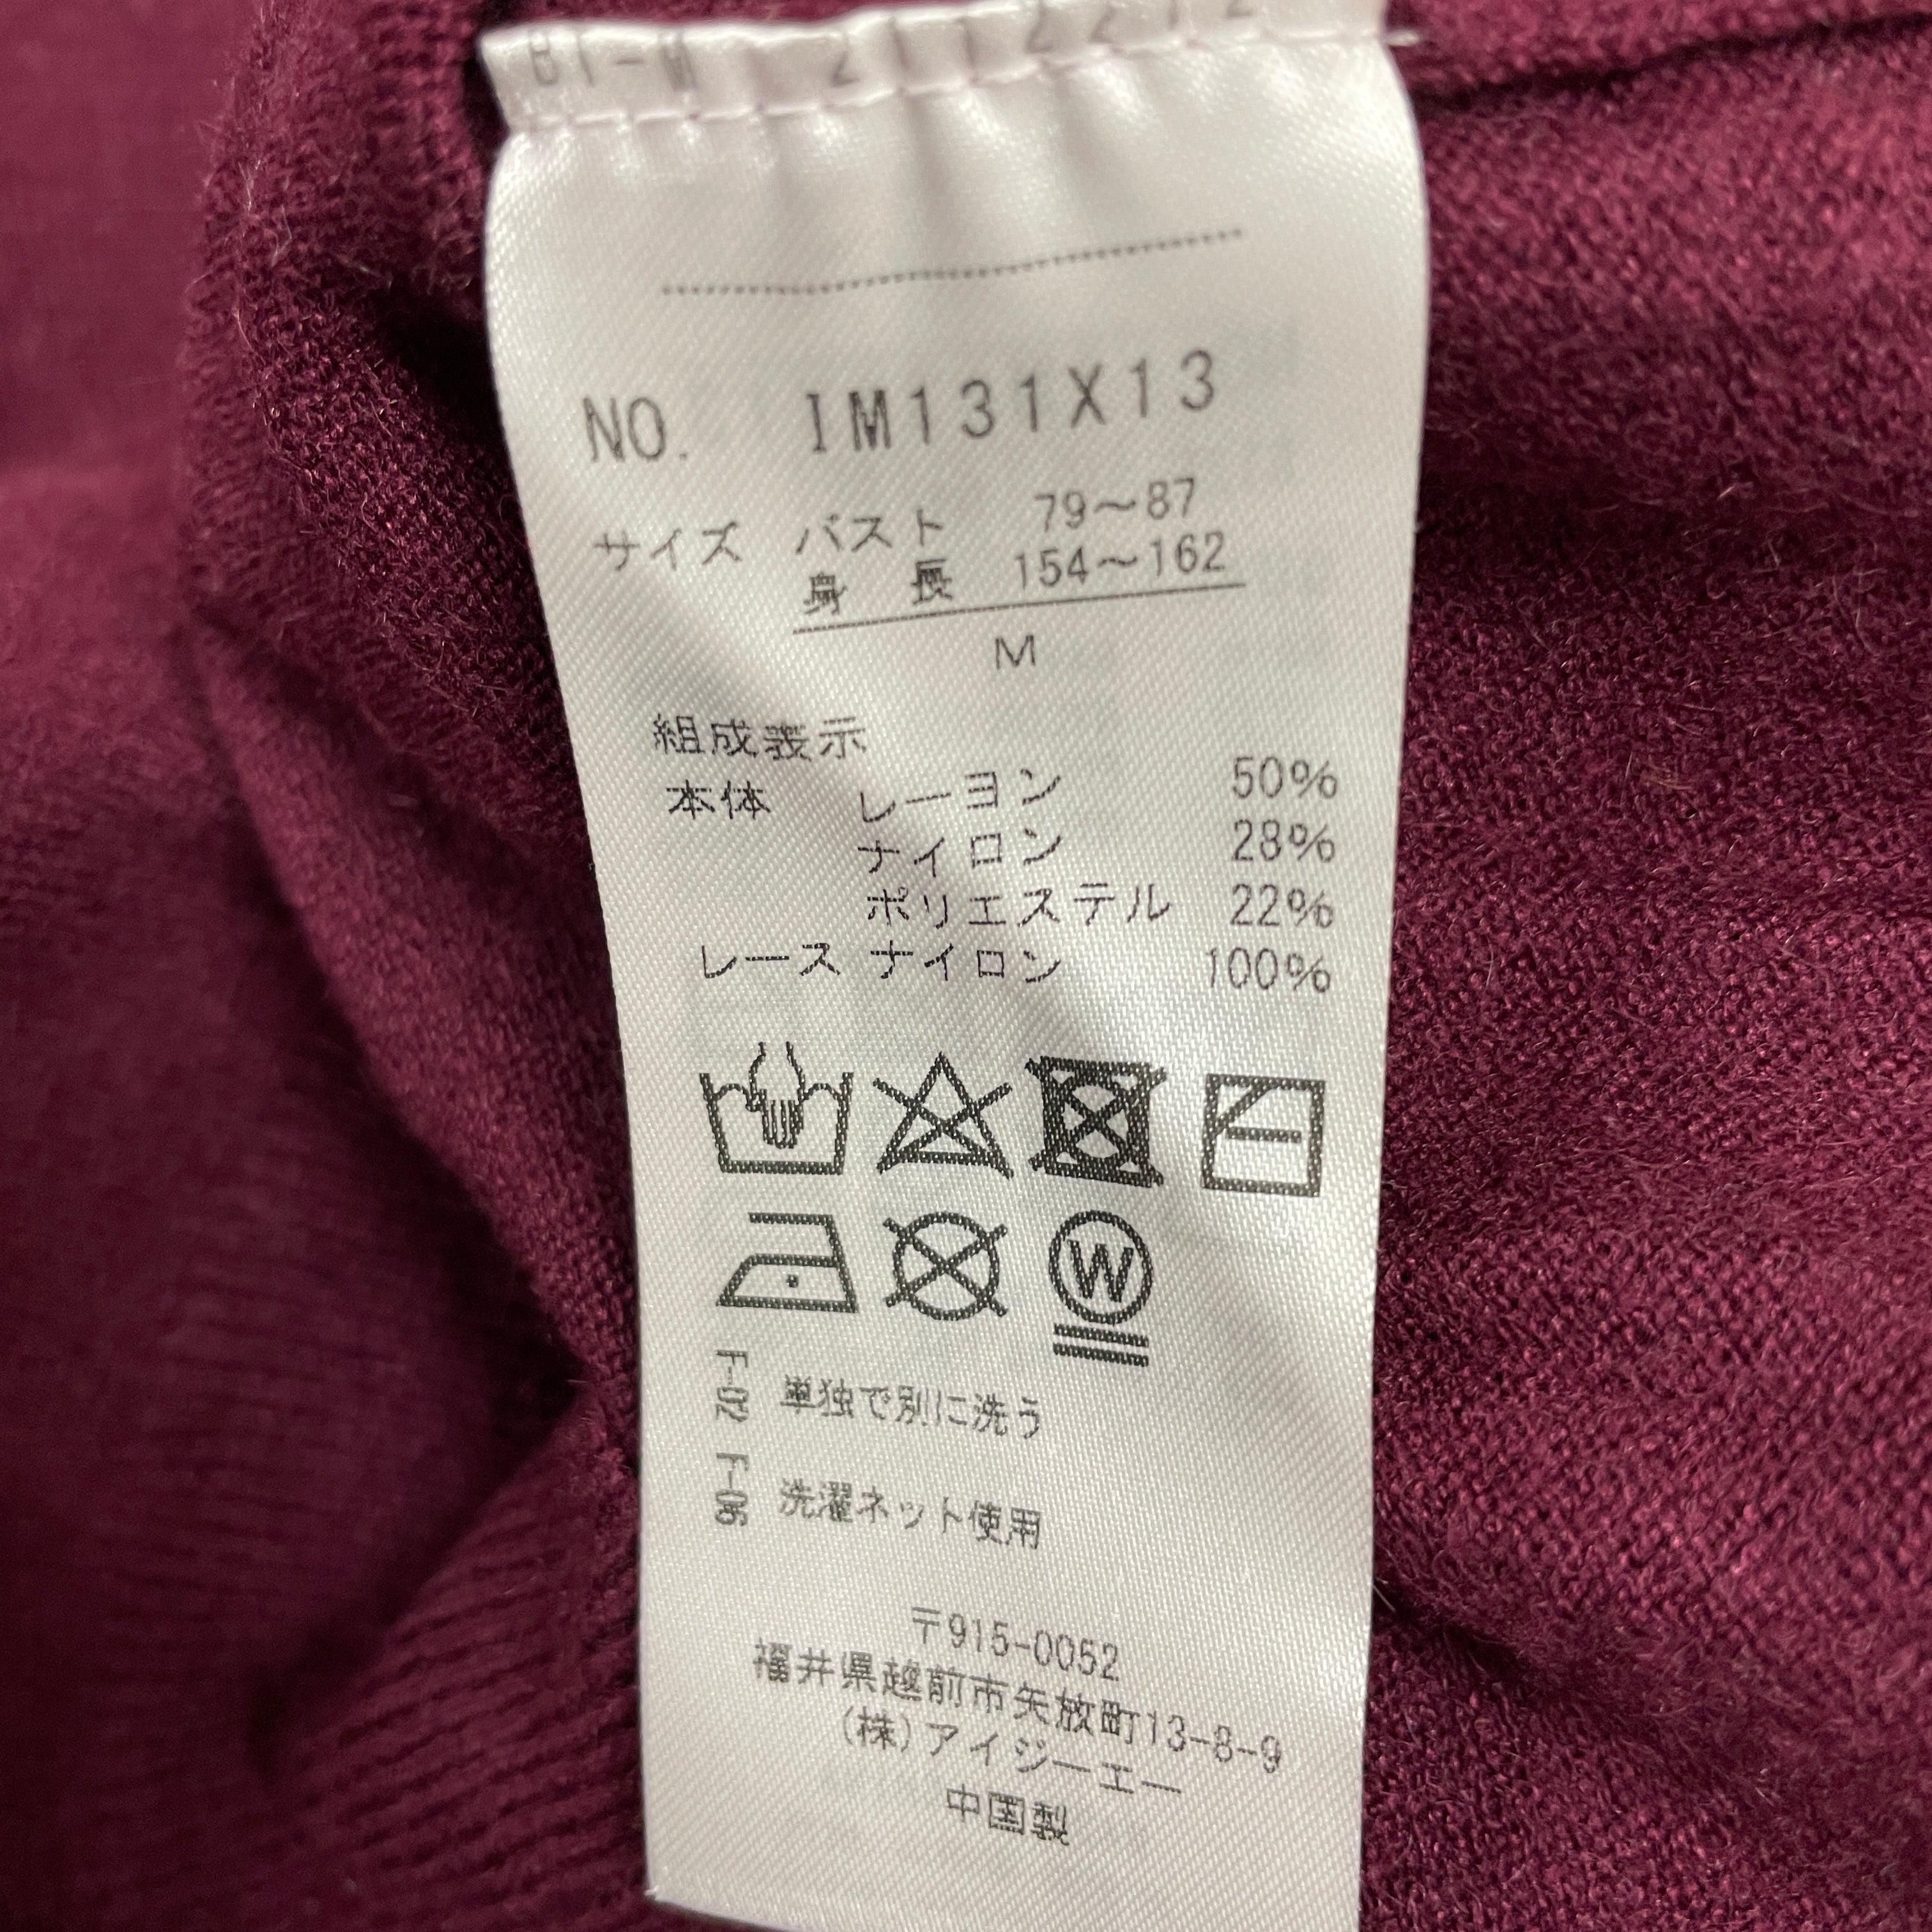 NO. IM131X13
サイズ バスト 79～87
身長 154～162
M
組成表示
本体 レーヨン 50%
ナイロン 28%
ポリエステル 22%
レース ナイロン 100%
W
F-02 単独で別に洗う
F-06 洗濯ネット使用
〒915-0052
福井県越前市矢放町13-8-9
(株)アイジーエー
中国製